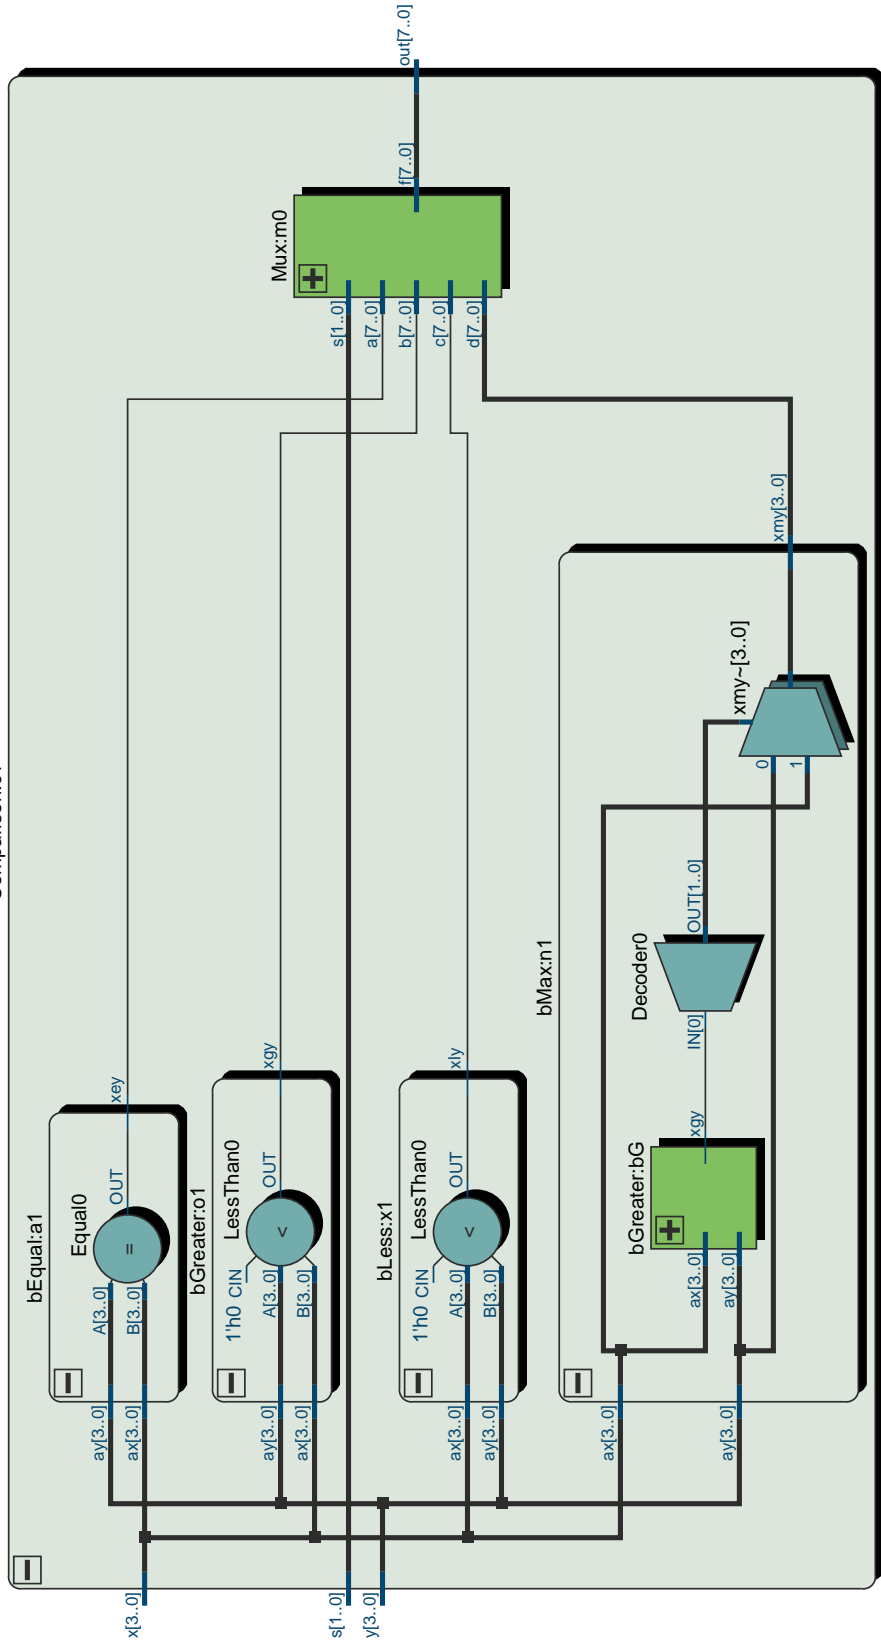 x[3..0]
s[1..0]
y[3..0]
bEqual:a1
Equal0
ay[3..0]
ax[3..0]
A[3..0]
B[3..0]
=
OUT
xey
bGreater:o1
LessThan0
1'h0 CIN
ay[3..0]
ax[3..0]
A[3..0]
B[3..0]
<
OUT
xgy
bLess:x1
LessThan0
1'h0 CIN
ax[3..0]
ay[3..0]
A[3..0]
B[3..0]
<
OUT
xly
bMax:n1
ax[3..0]
ay[3..0]
bGreater:bG
ax[3..0]
ay[3..0]
xgy
Decoder0
IN[0]
OUT[1..0]
xmy~[3..0]
0
1
xmy[3..0]
Mux:m0
s[1..0]
a[7..0]
b[7..0]
c[7..0]
d[7..0]
f[7..0]
out[7..0]